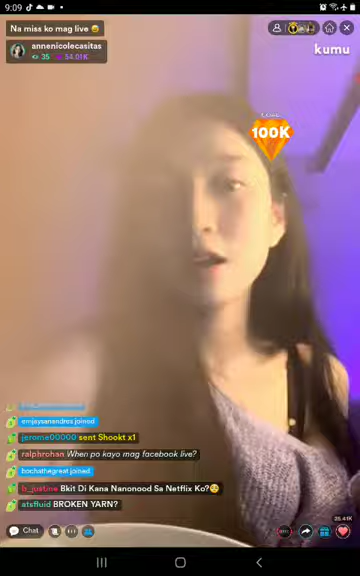 9:09
Na miss ko mag live 🤣
annenicolecasitas
35 54.01K
kumu
100K
emjaysanandres joined
jerome00000 sent Shookt x1
ralphrohan When po kayo mag facebook live?
bochathegreat joined
b_justine Bkit Di Kana Nanonood Sa Netflix Ko?🥺
atsfluid BROKEN YARN?
Chat